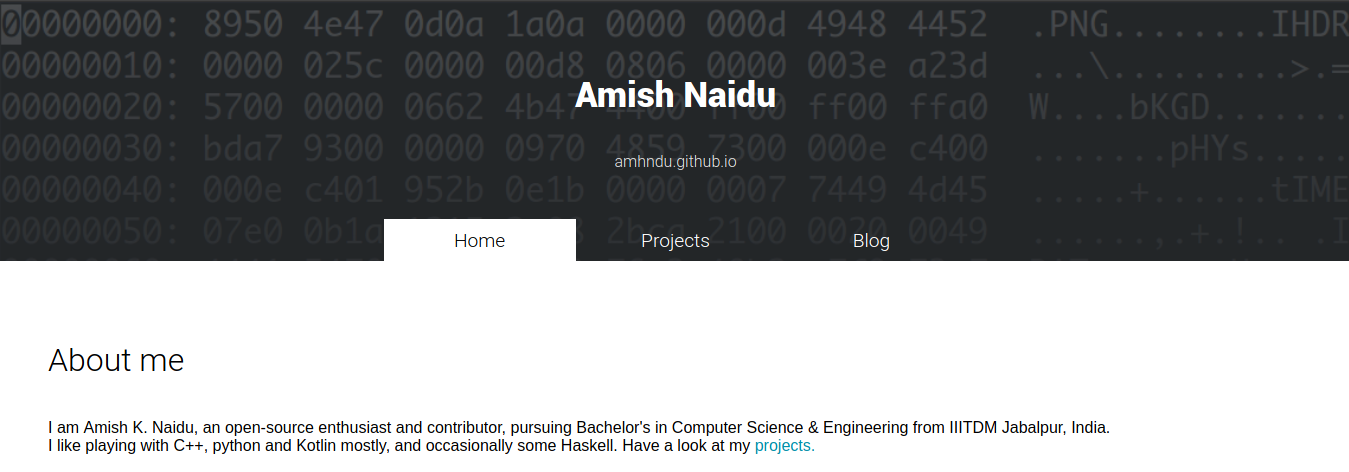 00000000: 8950 4e47 0d0a 1a0a 0000 000d 4948 4452 .PNG........IHDR
00000010: 0000 025c 0000 00d8 0806 0000 003e a23d ...\.........>.=
Amish Naidu
00000020: 5700 0000 0662 4b47 4400 ff00 ff00 ffa0 W....bKGD.......
00000030: bda7 9300 0000 0970 4859 7300 000e c400 .......pHYs.....
amhndu.github.io
00000040: 000e c401 952b 0e1b 0000 0007 7449 4d45 .....+......tIME
00000050: 07e0 2100 0020 0049
Home Projects Blog
About me
I am Amish K. Naidu, an open-source enthusiast and contributor, pursuing Bachelor's in Computer Science & Engineering from IIITDM Jabalpur, India.
I like playing with C++, python and Kotlin mostly, and occasionally some Haskell. Have a look at my projects.